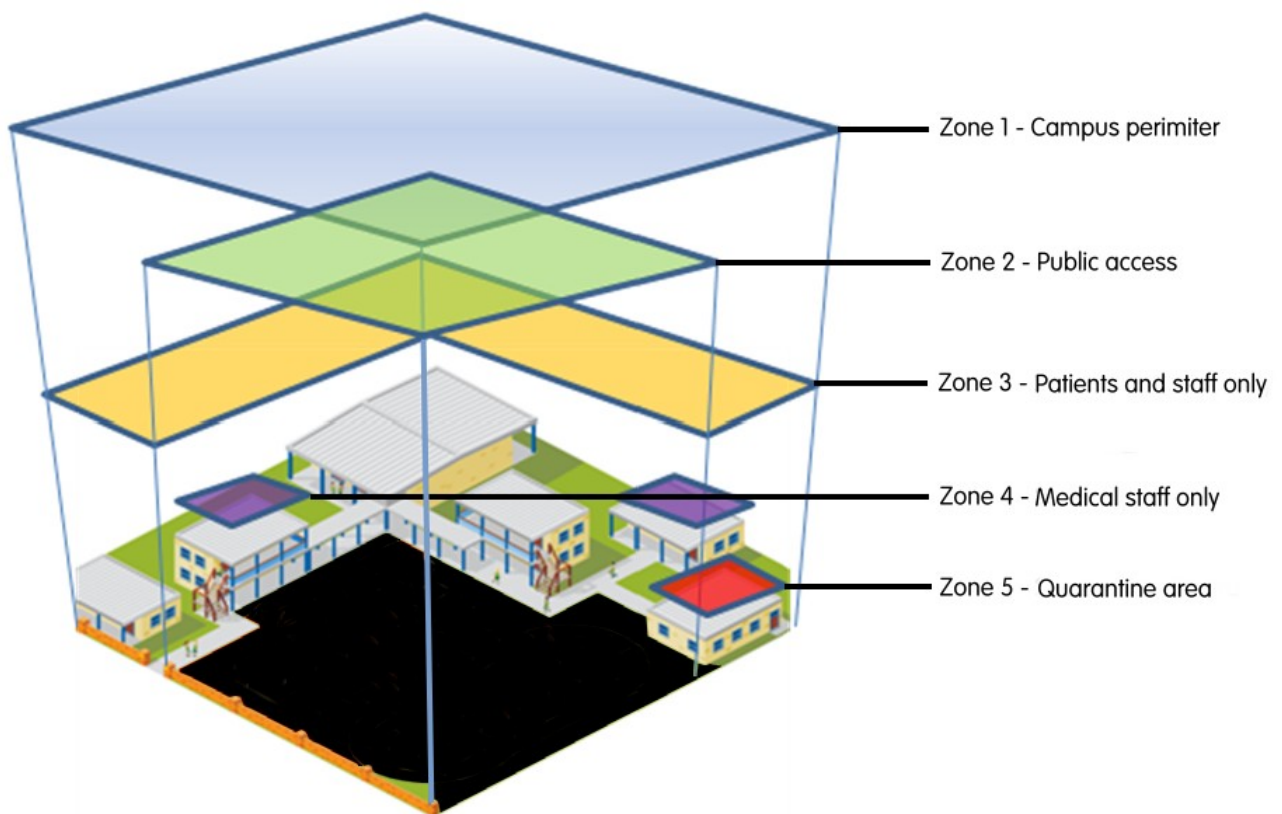 Zone 1 - Campus perimiter
Zone 2 - Public access
Zone 3 - Patients and staff only
Zone 4 - Medical staff only
Zone 5 - Quarantine area